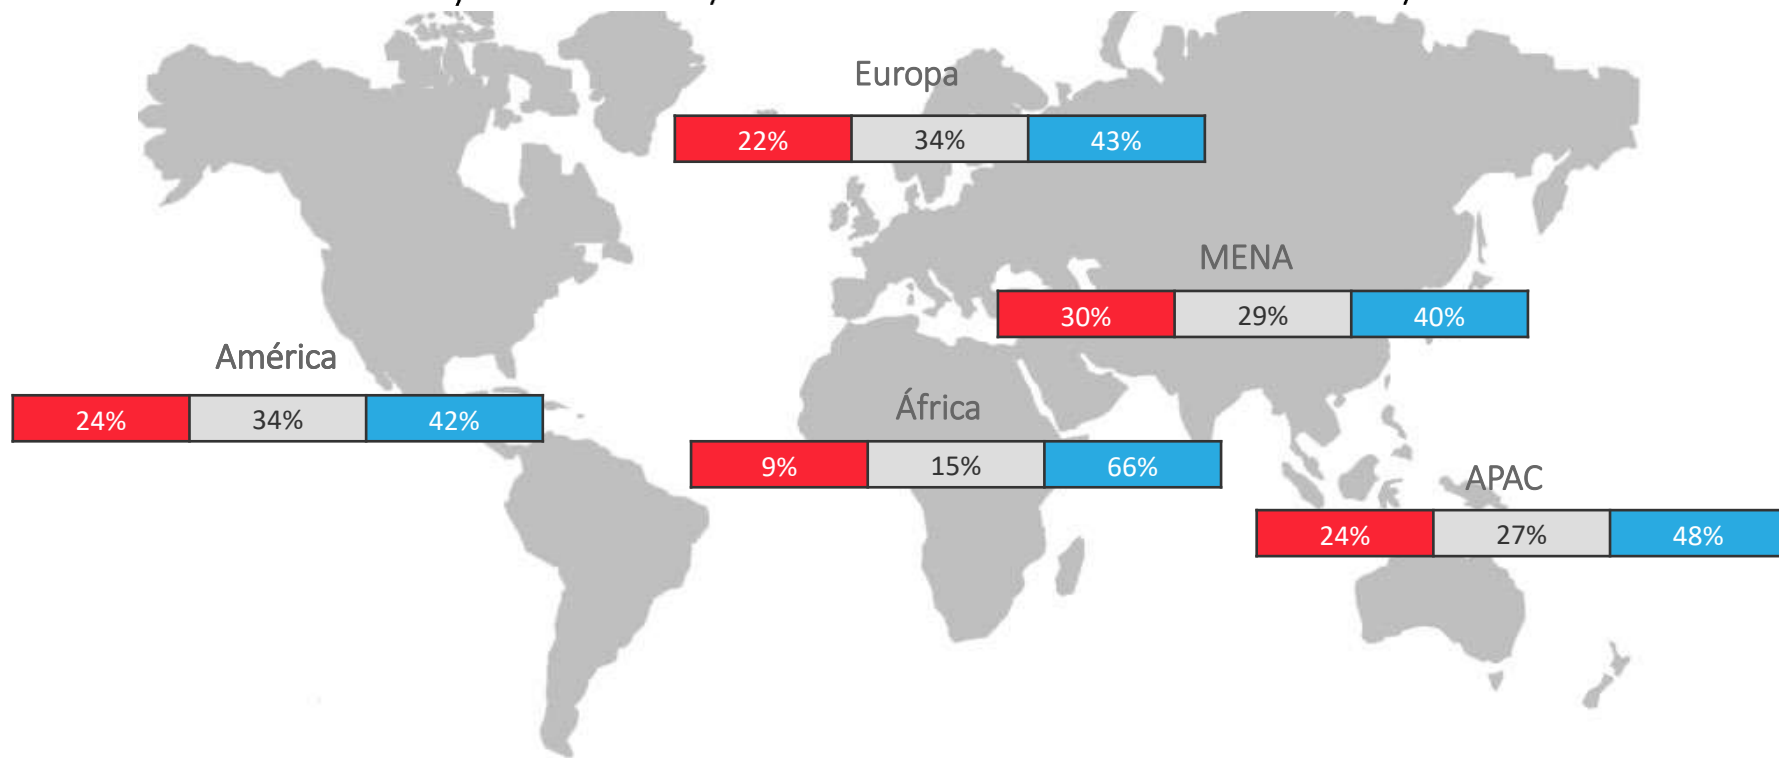 Europa
22% 34% 43%
MENA
30% 29% 40%
América
24% 34% 42%
África
9% 15% 66%
APAC
24% 27% 48%